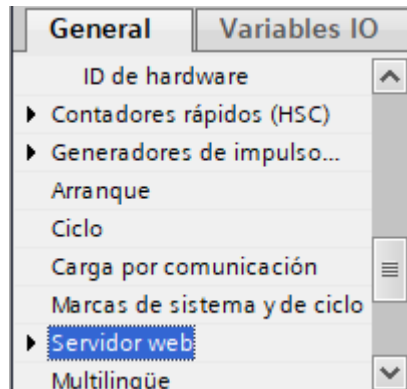 General
Variables IO
ID de hardware
Contadores rápidos (HSC)
Generadores de impulso...
Arranque
Ciclo
Carga por comunicación
Marcas de sistema y de ciclo
Servidor web
Multilingüe